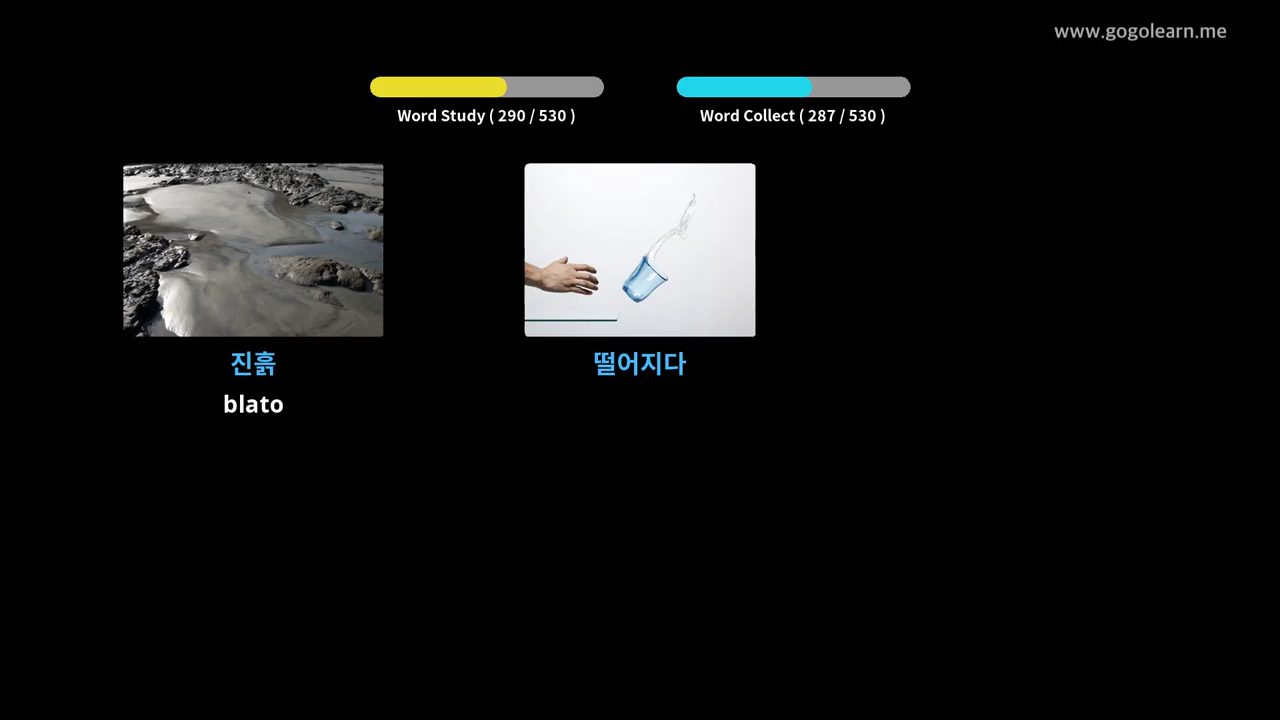 www.gogolearn.me
Word Study ( 290 / 530 )
Word Collect ( 287 / 530 )
진흙
떨어지다
blato